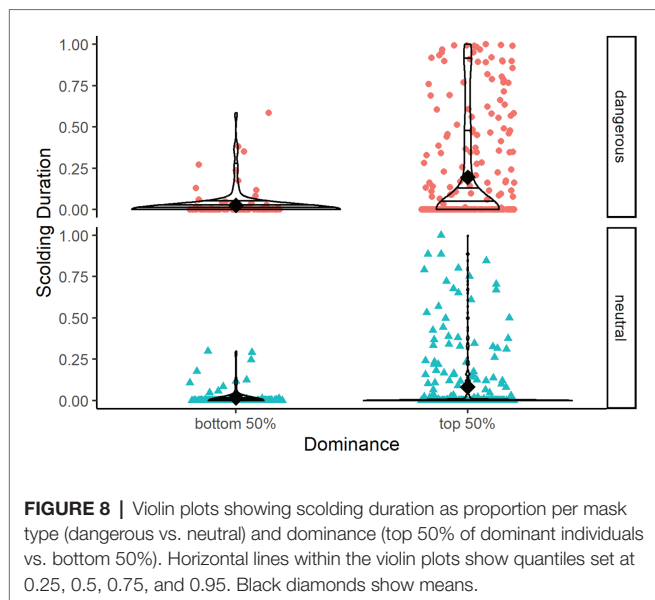 1.00
0.75
0.50
0.25
0.00
dangerous
1.00
0.75
0.50
0.25
0.00
neutral
Scolding Duration
bottom 50%
top 50%
Dominance
FIGURE 8 | Violin plots showing scolding duration as proportion per mask
type (dangerous vs. neutral) and dominance (top 50% of dominant individuals
vs. bottom 50%). Horizontal lines within the violin plots show quantiles set at
0.25, 0.5, 0.75, and 0.95. Black diamonds show means.